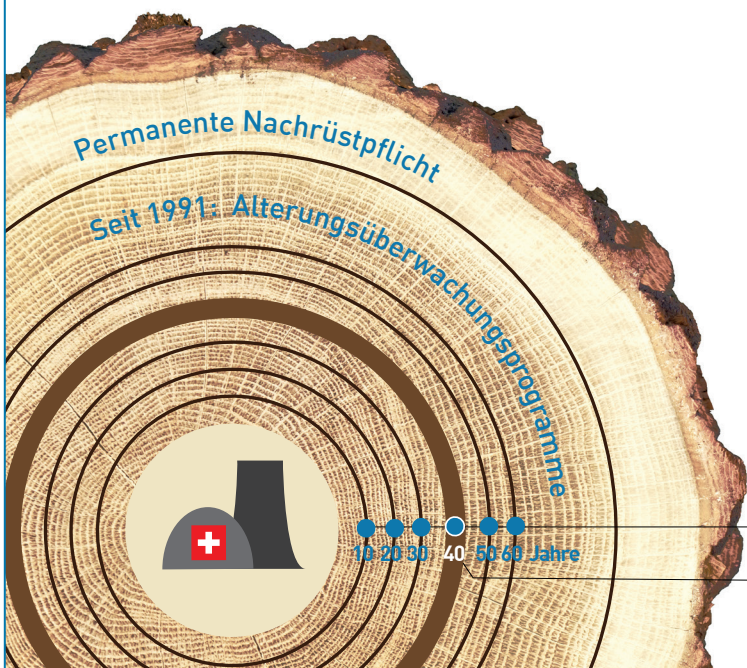 Permanente Nachrüstpflicht
Seit 1991: Alterungsüberwachungsprogramme
10 20 30 40 50 60 Jahre